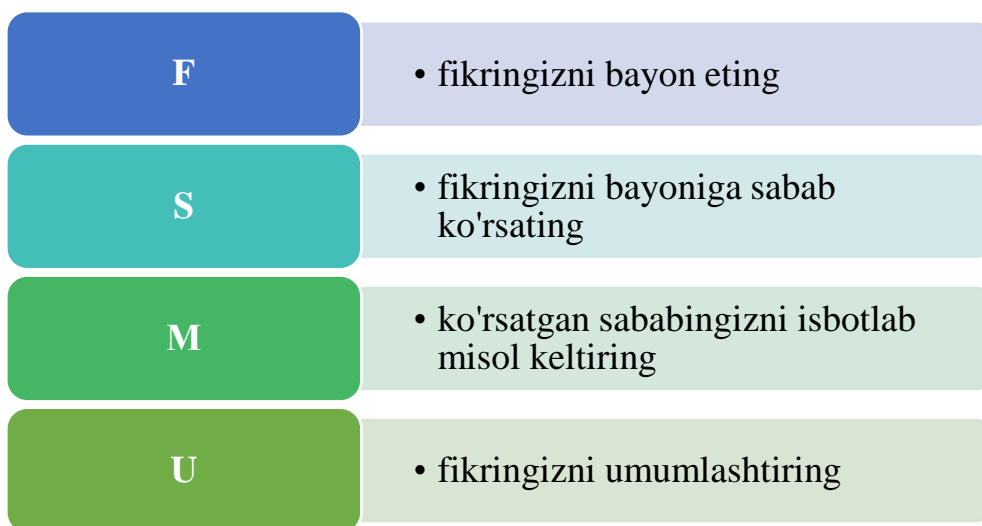 F
• fikringizni bayon eting
S
• fikringizni bayoniga sabab
ko'rsating
M
• ko'rsatgan sababingizni isbotlab
misol keltiring
U
• fikringizni umumlashtiring